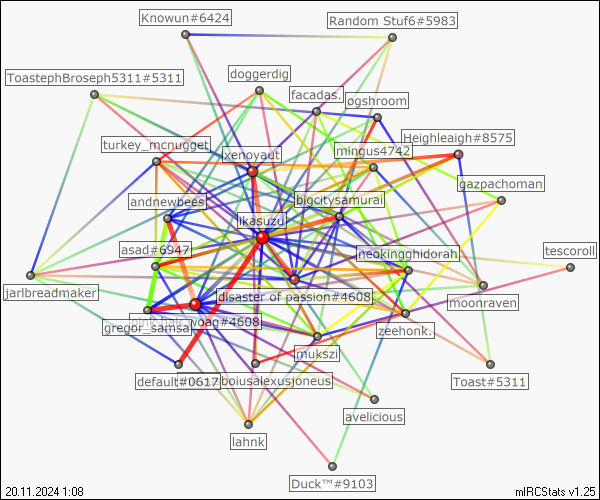 Knowun#6424
Random Stuf6#5983
ToastephBroseph5311#5311
doggerdig
facadas.
ogshroom
Heighleaigh#8575
turkey_mcnugget
xenoyaut
mingus4742
gazpachoman
andnewbees
bigcitysamurai
ikasuzu
asad#6947
neokingghidorah
tescoroll
jarlbreadmaker
disaster of passion#4608
moonraven
gregor_samsa
woag#4608
zeehonk.
mukszi
default#0617
boiusalexusjoneus
Toast#5311
avelicious
lahnk
Duck™#9103
20.11.2024 1:08
mIRCStats v1.25